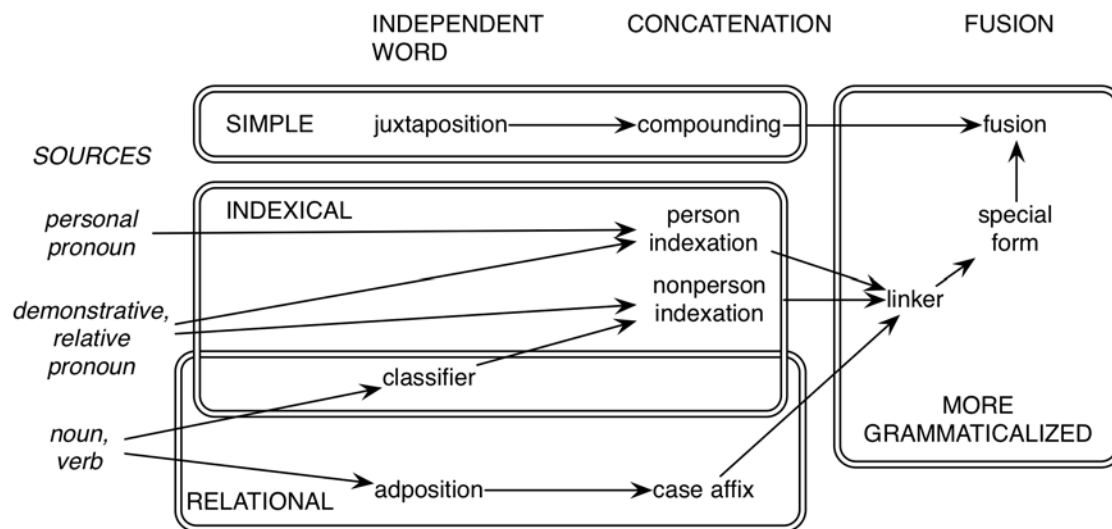 INDEPENDENT
WORD
CONCATENATION
FUSION
SIMPLE
juxtaposition
compounding
fusion
SOURCES
personal
pronoun
INDEXICAL
person
indexation
special
form
demonstrative,
relative
pronoun
nonperson
indexation
linker
classifier
noun,
verb
MORE
GRAMMATICALIZED
RELATIONAL
adposition
case affix